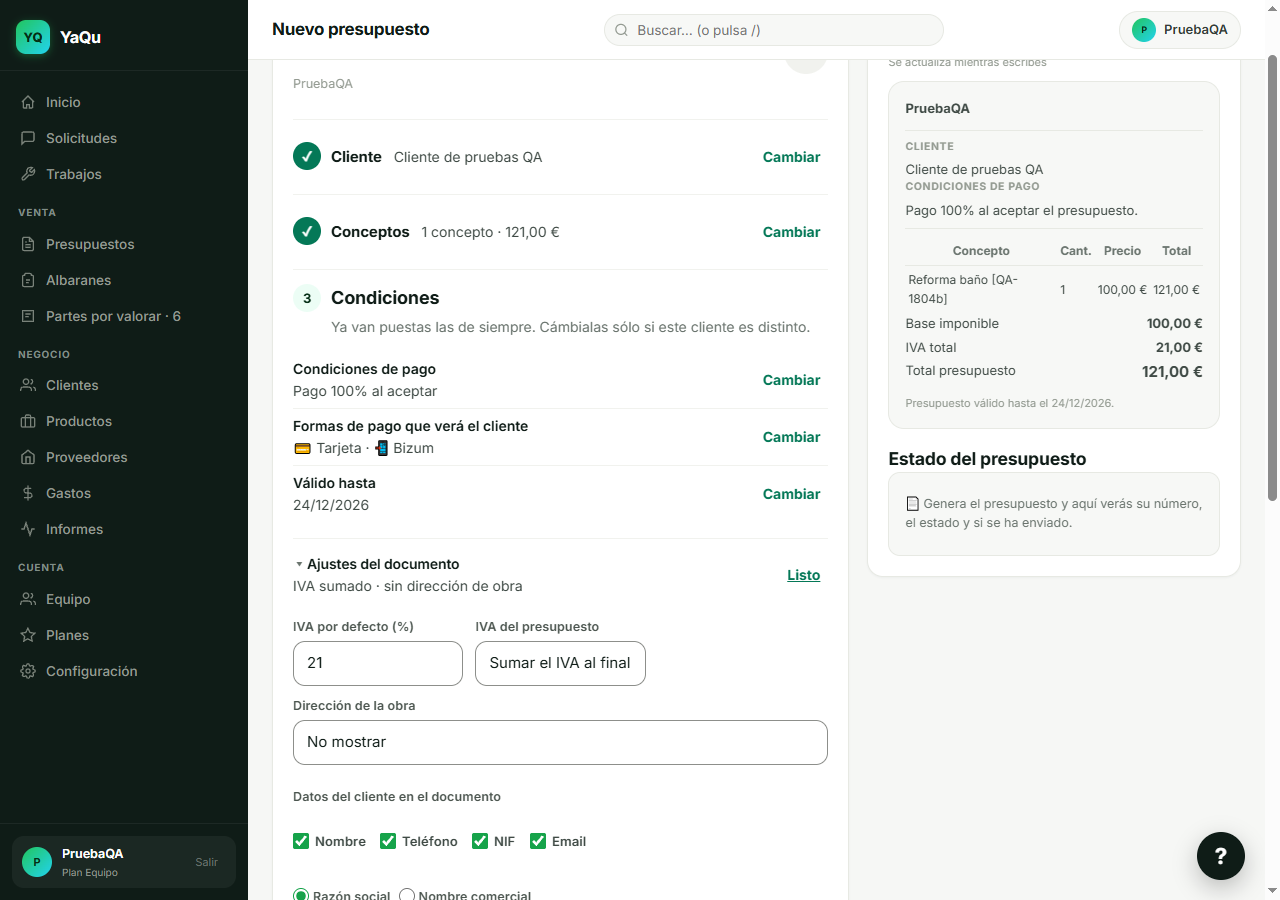 YQ YaQu
Inicio
Solicitudes
Trabajos
VENTA
Presupuestos
Albaranes
Partes por valorar · 6
NEGOCIO
Clientes
Productos
Proveedores
Gastos
Informes
CUENTA
Equipo
Planes
Configuración
P PruebaQA
Plan Equipo
Salir
Nuevo presupuesto
Buscar... (o pulsa /)
P PruebaQA
PruebaQA
Cliente Cliente de pruebas QA Cambiar
Conceptos 1 concepto · 121,00 € Cambiar
3 Condiciones
Ya van puestas las de siempre. Cámbialas sólo si este cliente es distinto.
Condiciones de pago
Pago 100% al aceptar
Cambiar
Formas de pago que verá el cliente
Tarjeta · Bizum
Cambiar
Válido hasta
24/12/2026
Cambiar
Ajustes del documento
IVA sumado · sin dirección de obra
Listo
IVA por defecto (%) IVA del presupuesto
21 Sumar el IVA al final
Dirección de la obra
No mostrar
Datos del cliente en el documento
Nombre Teléfono NIF Email
Razón social Nombre comercial
Se actualiza mientras escribes
PruebaQA
CLIENTE
Cliente de pruebas QA
CONDICIONES DE PAGO
Pago 100% al aceptar el presupuesto.
Concepto Cant. Precio Total
Reforma baño [QA-
1804b] 1 100,00 € 121,00 €
Base imponible 100,00 €
IVA total 21,00 €
Total presupuesto 121,00 €
Presupuesto válido hasta el 24/12/2026.
Estado del presupuesto
Genera el presupuesto y aquí verás su número,
el estado y si se ha enviado.
?